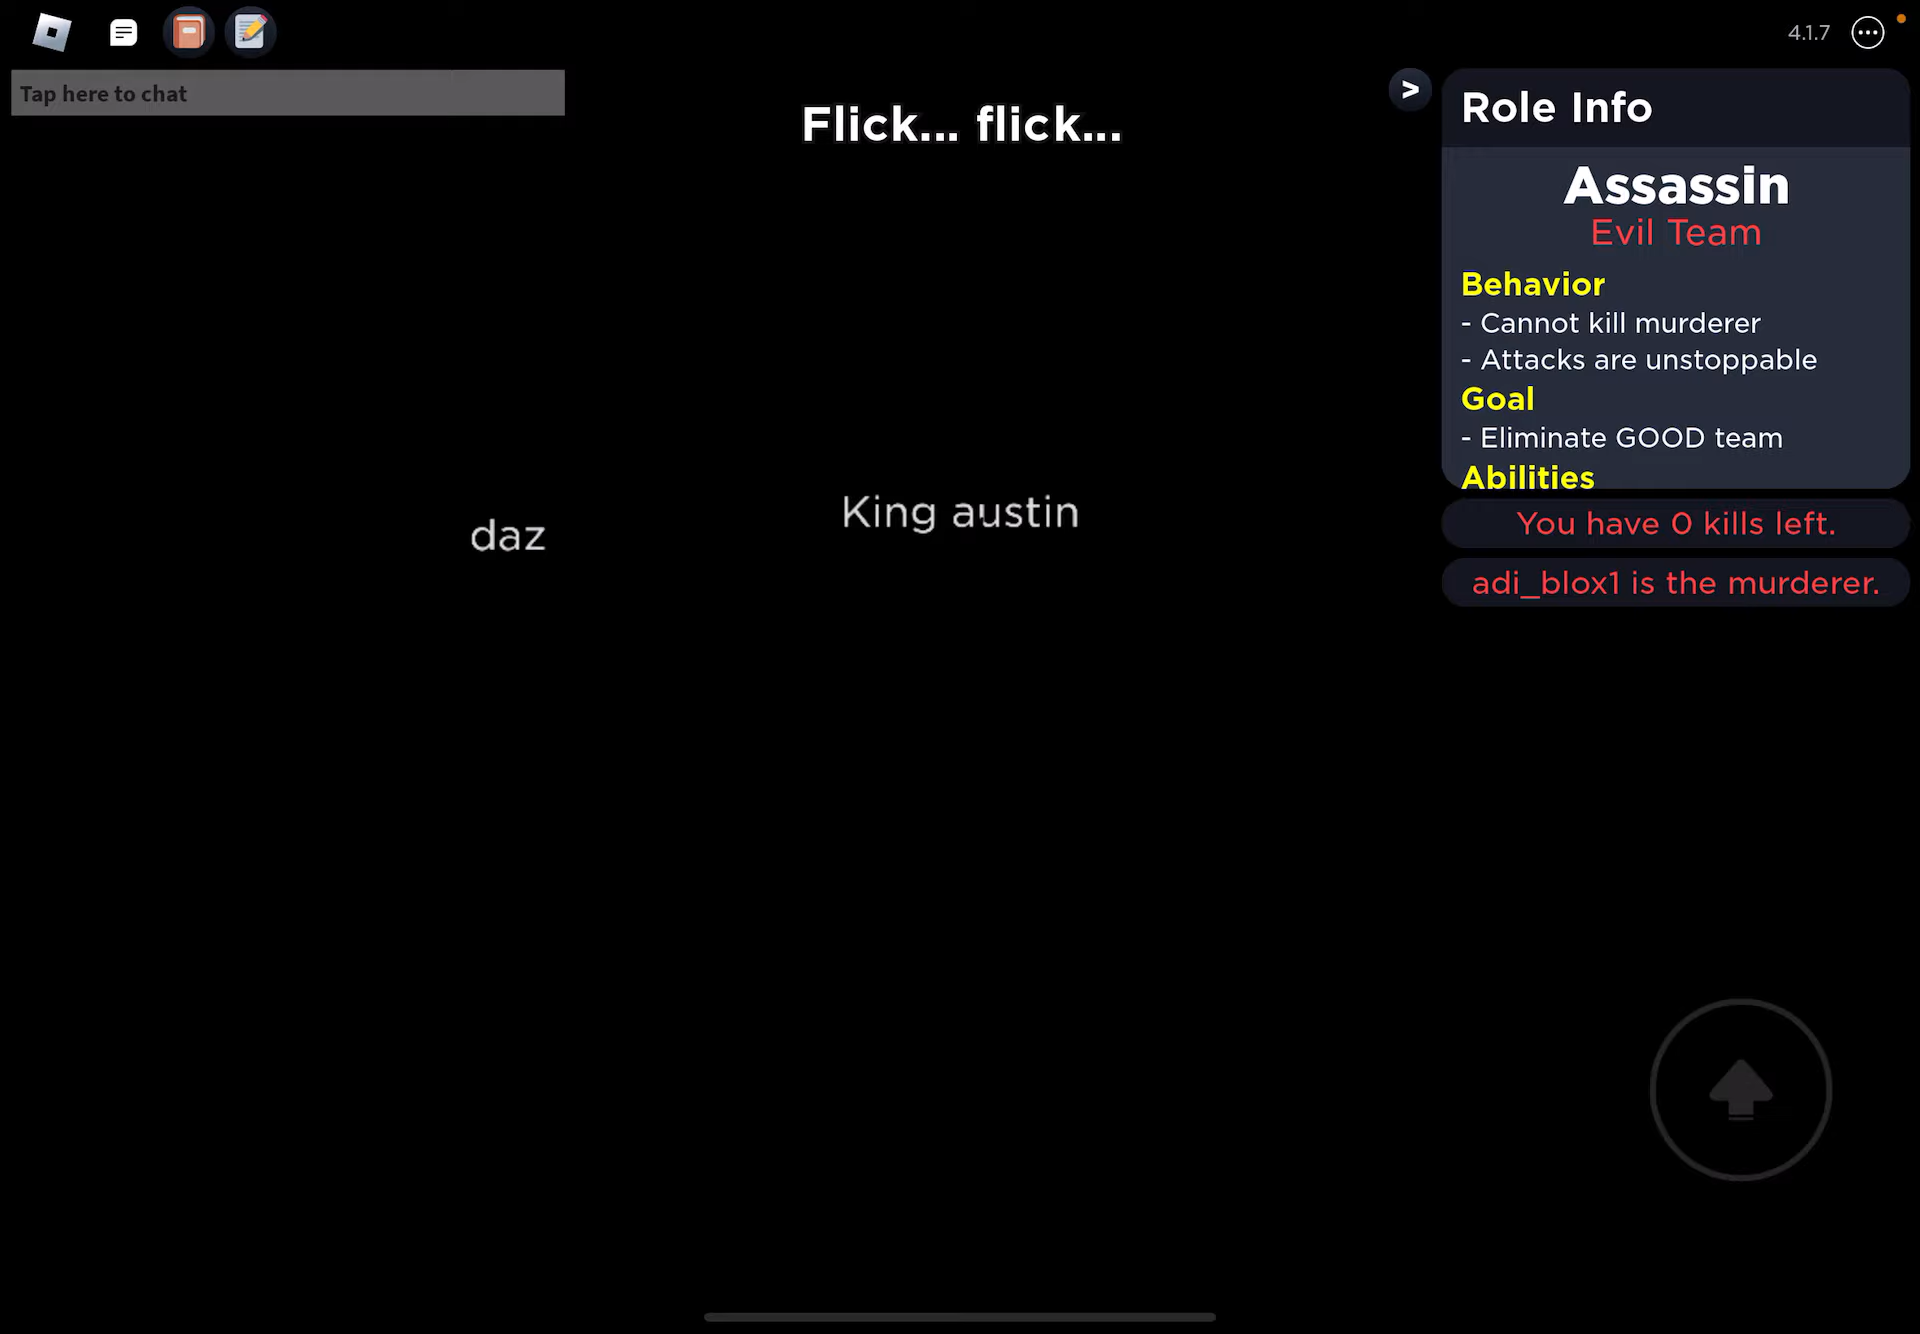 4.1.7
Tap here to chat
Flick... flick...
>
Role Info
Assassin
Evil Team
Behavior
- Cannot kill murderer
- Attacks are unstoppable
Goal
- Eliminate GOOD team
Abilities
You have 0 kills left.
adi_blox1 is the murderer.
King austin
daz